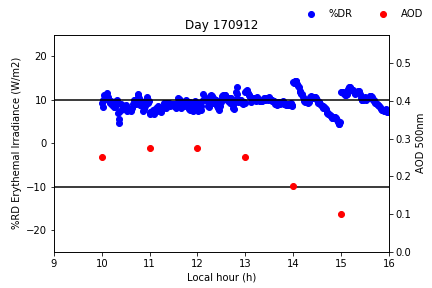 %DR AOD
Day 170912
%RD Erythemal Irradiance (W/m2)
20
10
0
−10
−20
0.5
0.4
0.3
0.2
0.1
0.0
AOD 500nm
9 10 11 12 13 14 15 16
Local hour (h)